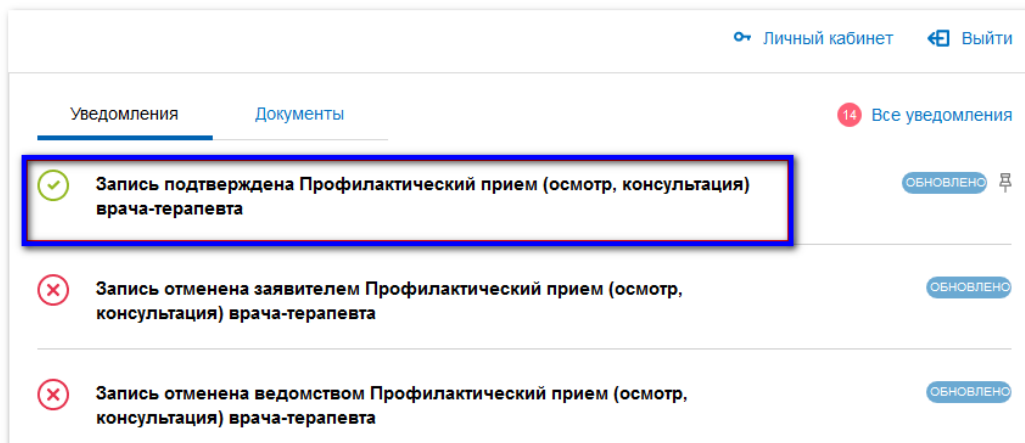 Личный кабинет Выйти
Уведомления Документы 14 Все уведомления
Запись подтверждена Профилактический прием (осмотр, консультация) ОБНОВЛЕНО
врача-терапевта
Запись отменена заявителем Профилактический прием (осмотр, ОБНОВЛЕНО
консультация) врача-терапевта
Запись отменена ведомством Профилактический прием (осмотр, ОБНОВЛЕНО
консультация) врача-терапевта